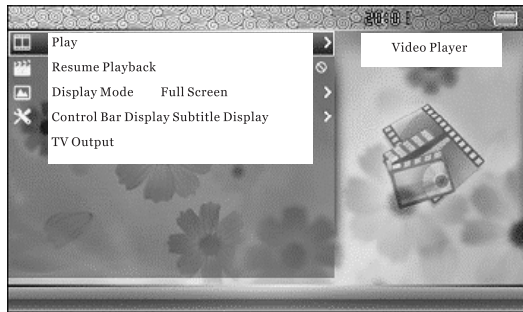 Play
Video Player
Resume Playback
Display Mode Full Screen
Control Bar Display Subtitle Display
TV Output